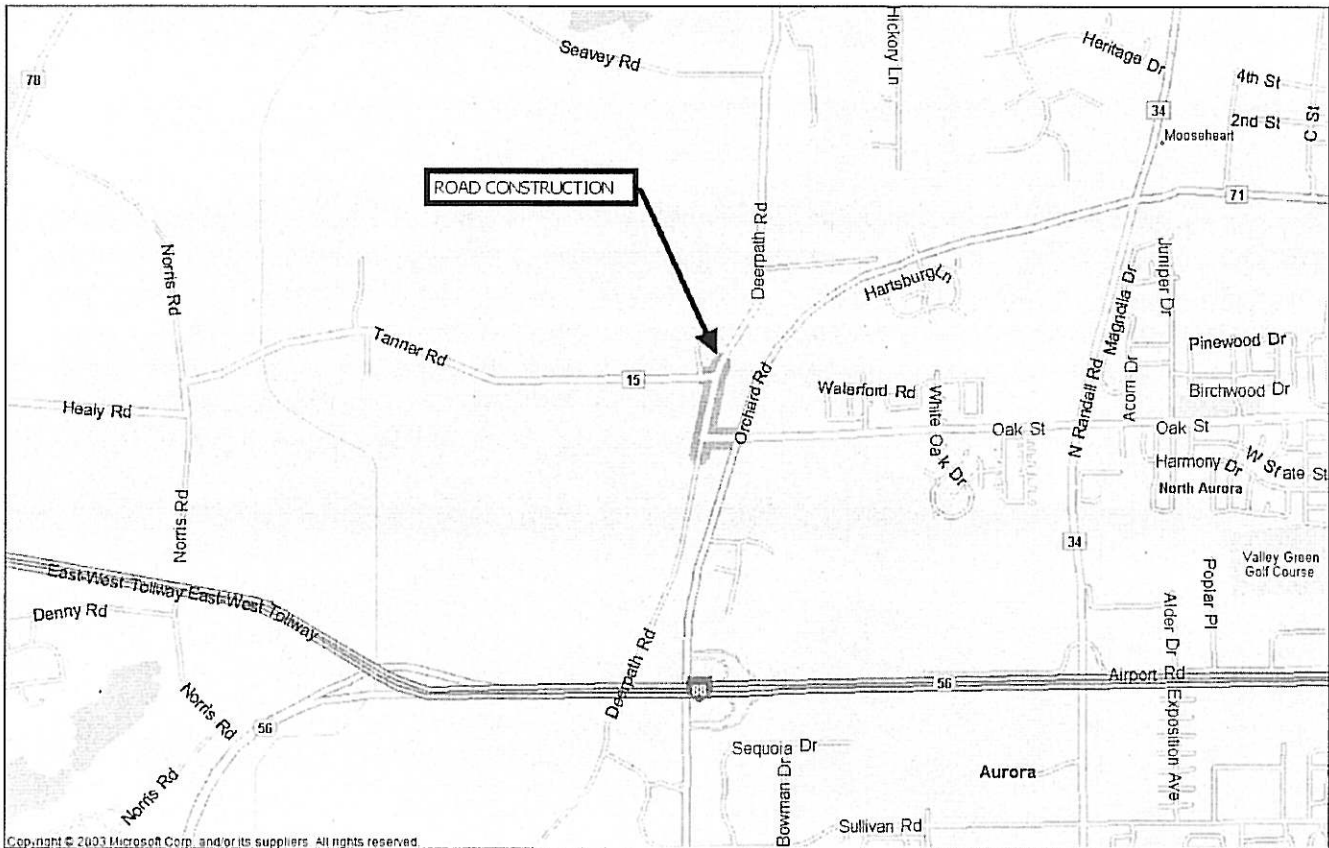 Hickory Ln
Heritage Dr
Seavey Rd
78
4th St
34
2nd St
C St
Mooseheart
ROAD CONSTRUCTION
71
Deerpath Rd
Norris Rd
Juniper Dr
Hartsburg Ln
Magnolia Dr
Tanner Rd
Pinewood Dr
15
Waterford Rd
Birchwood Dr
Acorn Dr
Healy Rd
Orchard Rd
White Oak Dr
N Randall Rd
Oak St
Oak St
Harmony Dr
W State St
North Aurora
Norris Rd
34
Valley Green
Golf Course
Poplar Pl
East-West Tollway East-West Tollway
Denny Rd
Alder Dr
Deerpath Rd
Airport Rd
88
56
Norris Rd
56
Exposition Ave
Sequoia Dr
Bowman Dr
Aurora
Norris Rd
Sullivan Rd
Copyright © 2003 Microsoft Corp. and/or its suppliers. All rights reserved.